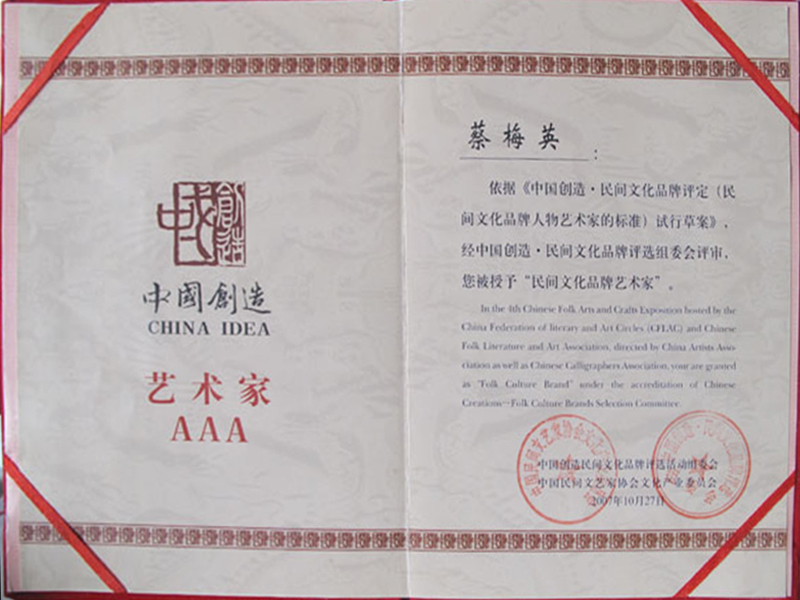 中國創造
CHINA IDEA
艺术家
AAA
蔡梅英：
依据《中国创造·民间文化品牌评定（民
间文化品牌人物艺术家的标准）试行草案》，
经中国创造·民间文化品牌评选组委会评审，
您被授予“民间文化品牌艺术家”。
In the 4th Chinese Folk Arts and Crafts Exposition hosted by the
China Federation of literary and Art Circles (CFLAC) and Chinese
Folk Literature and Art Association, directed by China Artists Asso-
ciation as well as Chinese Calligraphers Association, your are granted
as "Folk Culture Brand" under the accreditation of Chinese
Creations—Folk Culture Brands Selection Committee.
中国创造民间文化品牌评选活动组委会
中国民间文艺家协会文化产业委员会
2007年10月27日